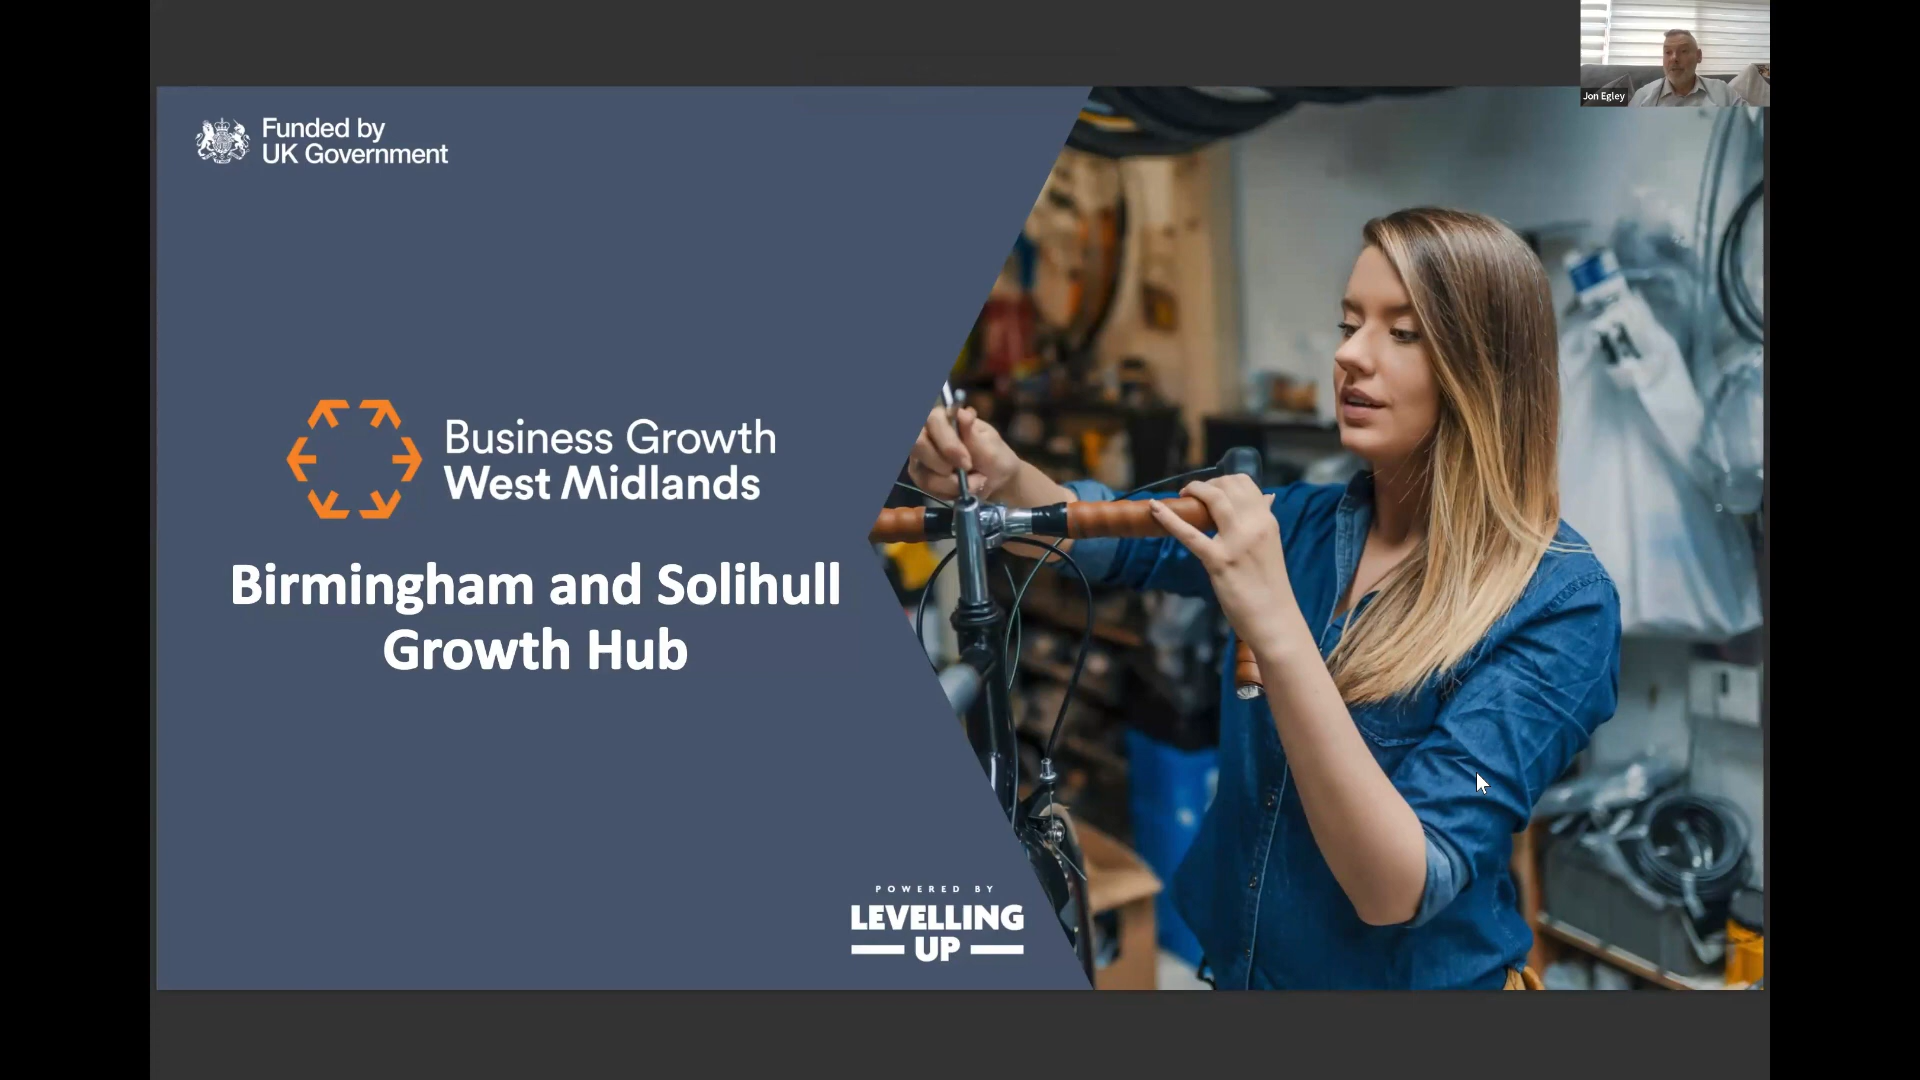 Jon Egley
Funded by
UK Government
Business Growth
West Midlands
Birmingham and Solihull
Growth Hub
POWERED BY
LEVELLING
UP